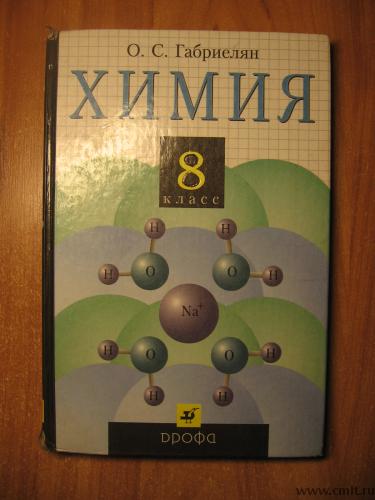 О. С. Габриелян
ХИМИЯ
8
класс
H H
H O O H
Na+
H O O H
H H
дрофа
www.cmlt.ru